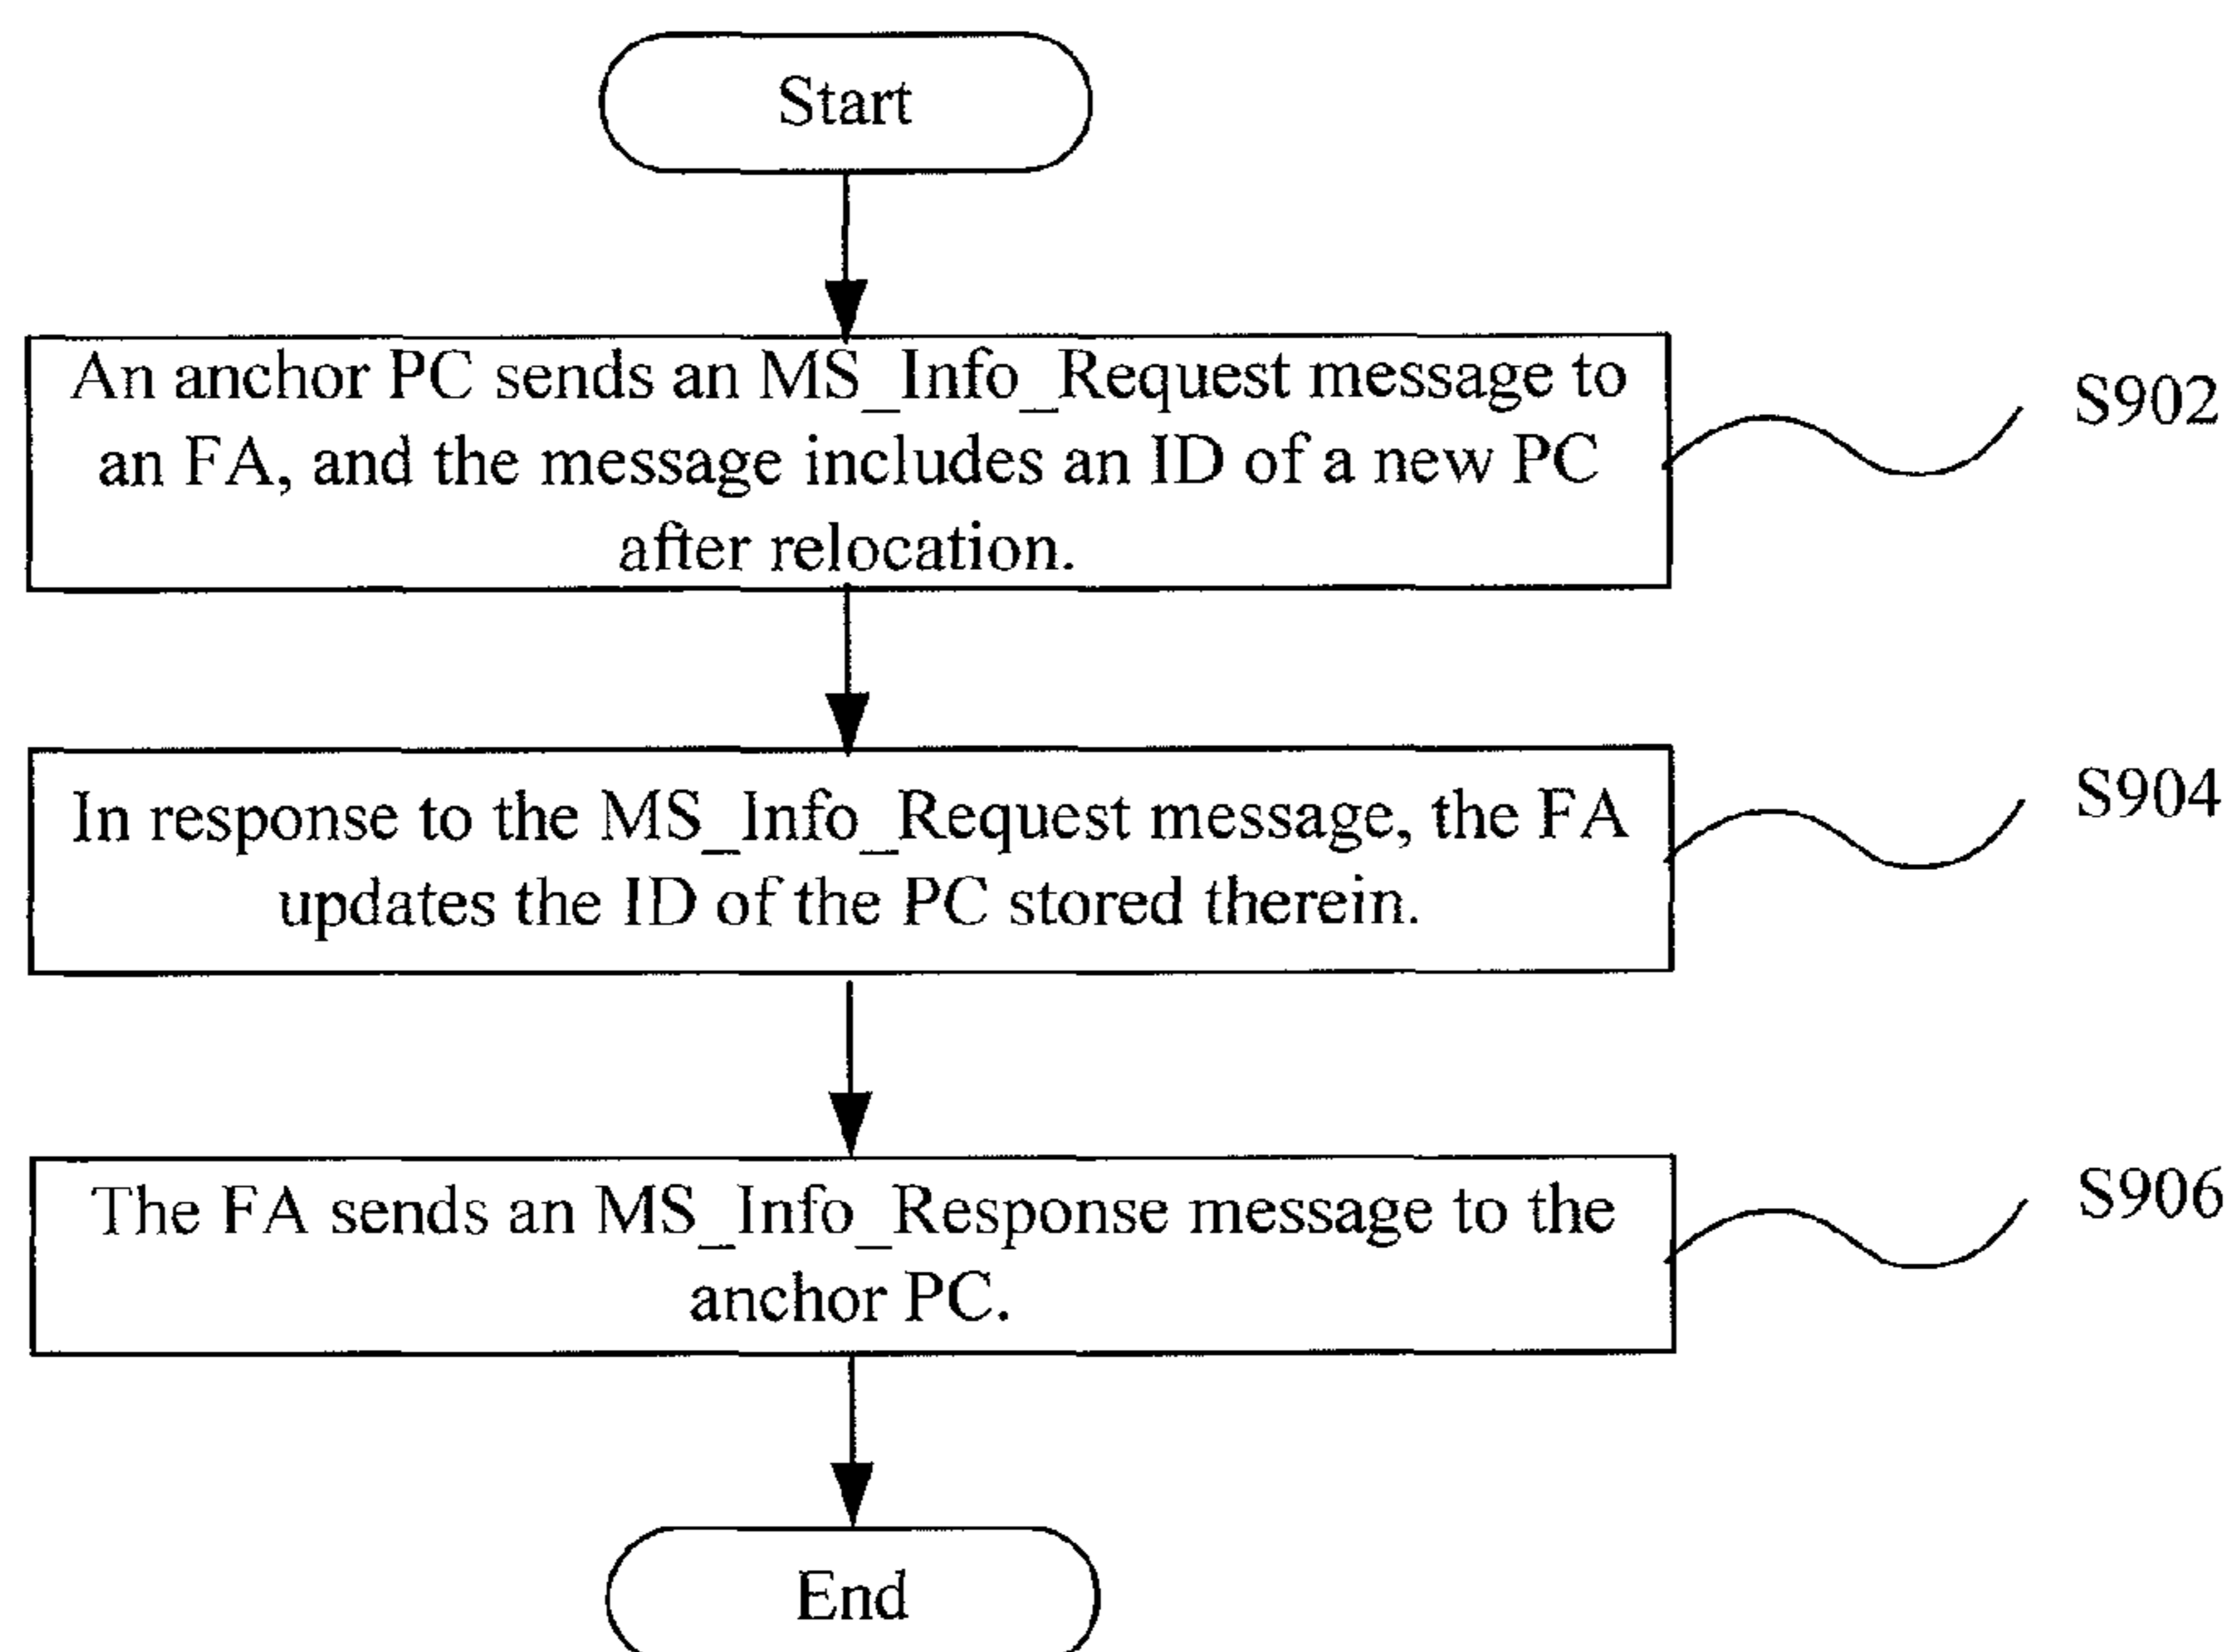 Start
An anchor PC sends an MS_Info_Request message to
an FA, and the message includes an ID of a new PC
after relocation.
S902
In response to the MS_Info_Request message, the FA
updates the ID of the PC stored therein.
S904
The FA sends an MS_Info_Response message to the
anchor PC.
S906
End